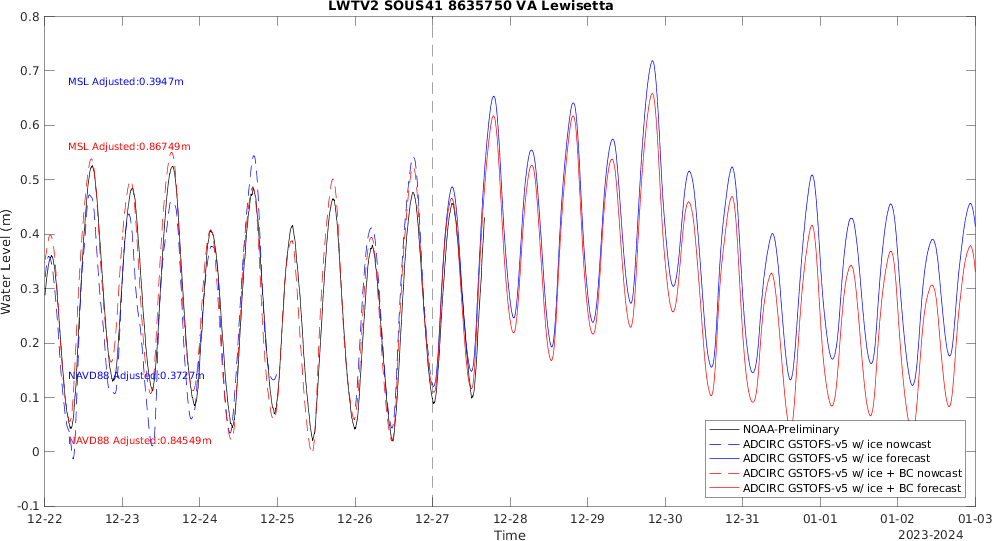 LWTV2 SOUS41 8635750 VA Lewisetta
0.8
0.7
0.6
0.5
0.4
0.3
0.2
0.1
0
-0.1
Water Level (m)
MSL Adjusted:0.3947m
MSL Adjusted:0.86749m
NAVD88 Adjusted:0.3727m
NAVD88 Adjusted:0.84549m
NOAA-Preliminary
ADCIRC GSTOFS-v5 w/ ice nowcast
ADCIRC GSTOFS-v5 w/ ice forecast
ADCIRC GSTOFS-v5 w/ ice + BC nowcast
ADCIRC GSTOFS-v5 w/ ice + BC forecast
12-22 12-23 12-24 12-25 12-26 12-27 12-28 12-29 12-30 12-31 01-01 01-02 01-03
Time
2023-2024